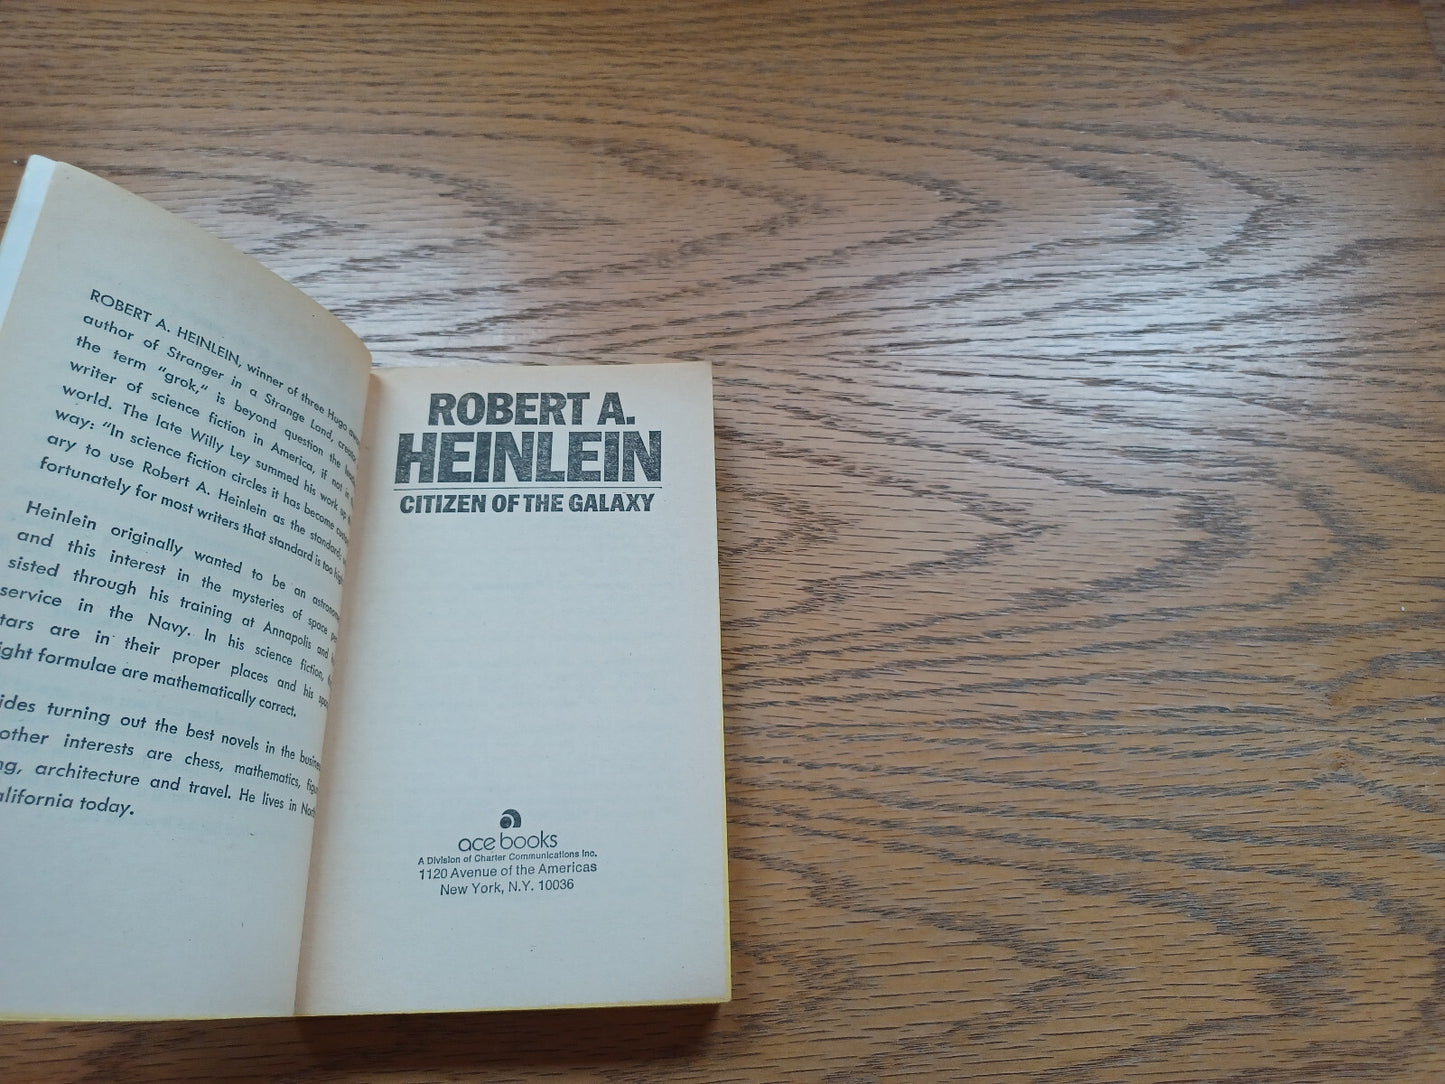 ROBERT A. HEINLEIN, winner of three Hugo
author of Stranger in a Strange Land,
the term "grok," is beyond question the
writer of science fiction in America, if not in
world. The late Willy Ley summed his work up
way: "In science fiction circles it has become
ary to use Robert A. Heinlein as the standard;
fortunately for most writers that standard is too
Heinlein originally wanted to be an
and this interest in the mysteries of space
sisted through his training at Annapolis and
service in the Navy. In his science fiction,
tars are in their proper places and his
ight formulae are mathematically correct.
ides turning out the best novels in the
other interests are chess, mathematics,
ng, architecture and travel. He lives in
alifornia today.
ROBERT A.
HEINLEIN
CITIZEN OF THE GALAXY
ace books
A Division of Charter Communications Inc.
1120 Avenue of the Americas
New York, N.Y. 10036